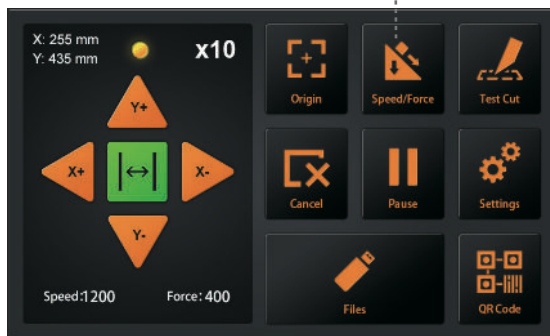 X: 255 mm
Y: 435 mm
x10
Y+
X+
X-
Y-
Speed:1200
Force:400
Origin
Speed/Force
Test Cut
Cancel
Pause
Settings
Files
QR Code